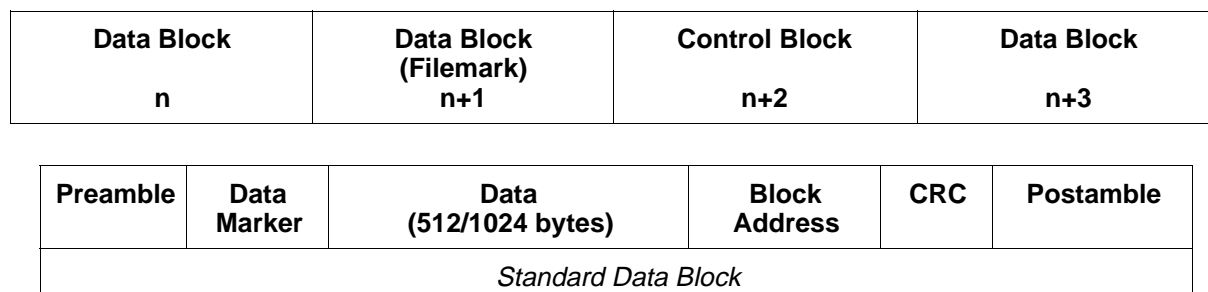 Data Block Data Block Control Block Data Block
(Filemark)
n n+1 n+2 n+3
Preamble Data Data Block CRC Postamble
Marker (512/1024 bytes) Address
Standard Data Block